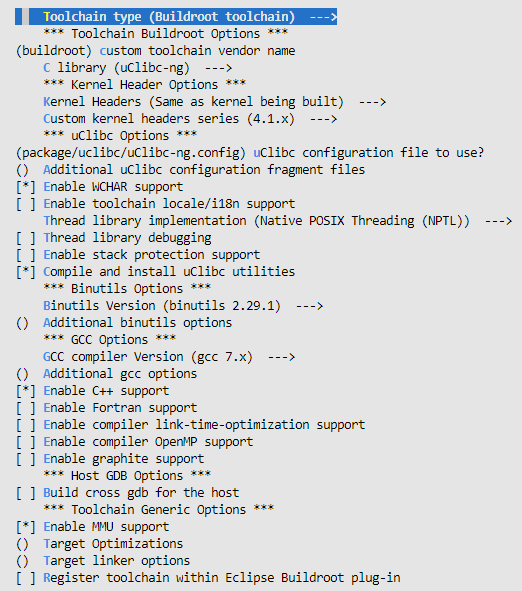 Toolchain type (Buildroot toolchain)  --->
*** Toolchain Buildroot Options ***
(buildroot) custom toolchain vendor name
C library (uClibc-ng)  --->
*** Kernel Header Options ***
Kernel Headers (Same as kernel being built)  --->
Custom kernel headers series (4.1.x)  --->
*** uClibc Options ***
(package/uclibc/uClibc-ng.config) uClibc configuration file to use?
()  Additional uClibc configuration fragment files
[*] Enable WCHAR support
[ ] Enable toolchain locale/i18n support
Thread library implementation (Native POSIX Threading (NPTL))  --->
[ ] Thread library debugging
[ ] Enable stack protection support
[*] Compile and install uClibc utilities
*** Binutils Options ***
Binutils Version (binutils 2.29.1)  --->
()  Additional binutils options
*** GCC Options ***
GCC compiler Version (gcc 7.x)  --->
()  Additional gcc options
[*] Enable C++ support
[ ] Enable Fortran support
[ ] Enable compiler link-time-optimization support
[ ] Enable compiler OpenMP support
[ ] Enable graphite support
*** Host GDB Options ***
[ ] Build cross gdb for the host
*** Toolchain Generic Options ***
[*] Enable MMU support
()  Target Optimizations
()  Target linker options
[ ] Register toolchain within Eclipse Buildroot plug-in